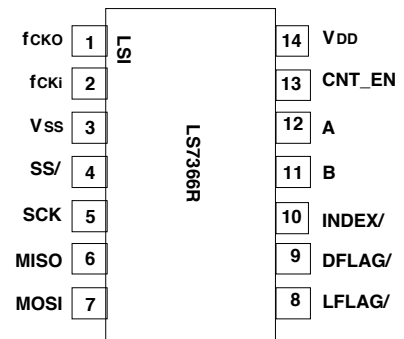 fCKO 1 LSI 14 VDD
fCKi 2 13 CNT_EN
VSS 3 12 A
SS/ 4 LS7366R 11 B
SCK 5 10 INDEX/
MISO 6 9 DFLAG/
MOSI 7 8 LFLAG/